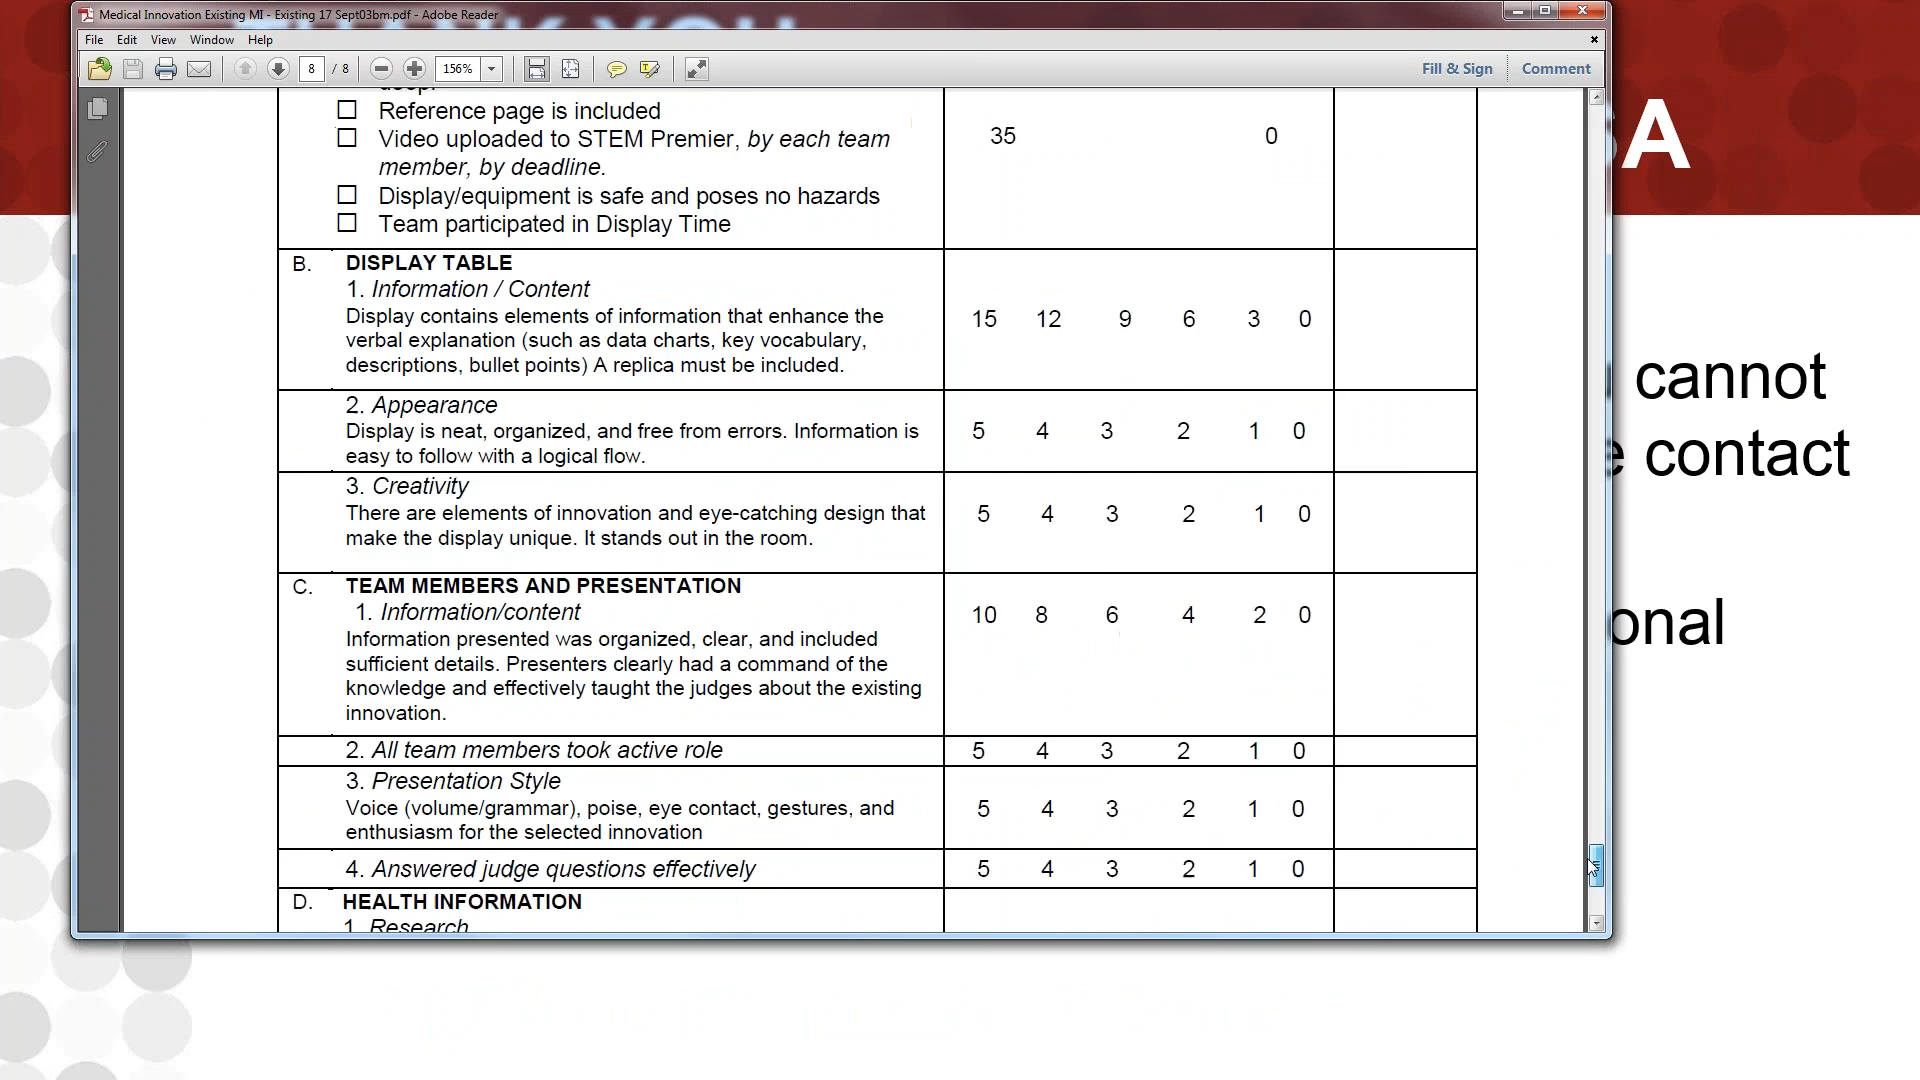 Medical Innovation Existing MI - Existing 17 Sept03bm.pdf - Adobe Reader
File Edit View Window Help
8 / 8 156% Fill & Sign Comment
Reference page is included
Video uploaded to STEM Premier, by each team
member, by deadline.
35 0
Display/equipment is safe and poses no hazards
Team participated in Display Time
B. DISPLAY TABLE
1. Information / Content
Display contains elements of information that enhance the
verbal explanation (such as data charts, key vocabulary,
descriptions, bullet points) A replica must be included.
15 12 9 6 3 0
2. Appearance
Display is neat, organized, and free from errors. Information is
easy to follow with a logical flow.
5 4 3 2 1 0
3. Creativity
There are elements of innovation and eye-catching design that
make the display unique. It stands out in the room.
5 4 3 2 1 0
C. TEAM MEMBERS AND PRESENTATION
1. Information/content
Information presented was organized, clear, and included
sufficient details. Presenters clearly had a command of the
knowledge and effectively taught the judges about the existing
innovation.
10 8 6 4 2 0
2. All team members took active role 5 4 3 2 1 0
3. Presentation Style
Voice (volume/grammar), poise, eye contact, gestures, and
enthusiasm for the selected innovation
5 4 3 2 1 0
4. Answered judge questions effectively 5 4 3 2 1 0
D. HEALTH INFORMATION
1. Research
cannot
contact